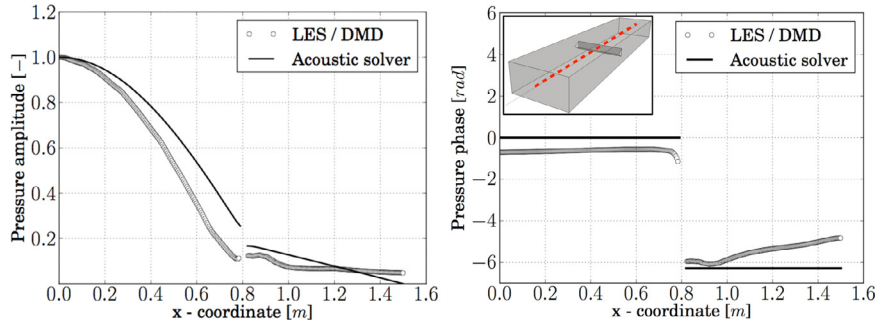 1.2
1.0
0.8
0.6
0.4
0.2
Pressure amplitude [−]
LES / DMD
Acoustic solver
0.0 0.2 0.4 0.6 0.8 1.0 1.2 1.4 1.6
x - coordinate [m]
6
4
2
0
−2
−4
−6
Pressure phase [rad]
LES / DMD
Acoustic solver
0.0 0.2 0.4 0.6 0.8 1.0 1.2 1.4 1.6
x - coordinate [m]